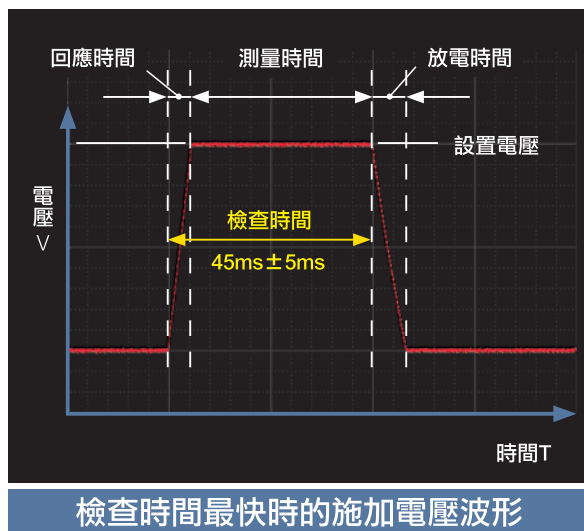 回應時間 測量時間 放電時間
設置電壓
電壓V
檢查時間
45ms±5ms
時間T
檢查時間最快時的施加電壓波形